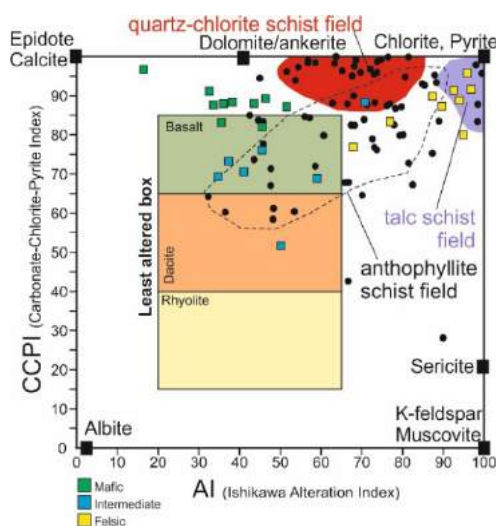 quartz-chlorite schist field
Epidote
Calcite
Dolomite/ankerite
Chlorite, Pyrite
100
90
80
70
60
50
40
30
20
10
0
CCPI (Carbonate-Chlorite-Pyrite Index)
Least altered box
Basalt
Dacite
Rhyolite
talc schist
field
anthophyllite
schist field
Sericite
K-feldspar
Muscovite
Albite
0 10 20 30 40 50 60 70 80 90 100
AI (Ishikawa Alteration Index)
Mafic
Intermediate
Felsic